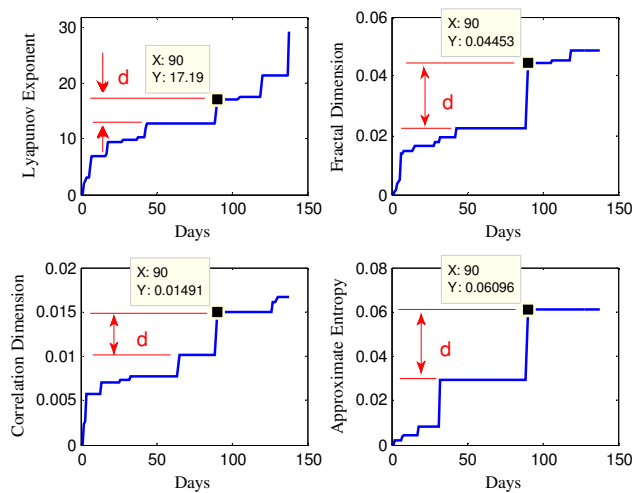 30
20
10
0
0
50
100
150
Lyapunov Exponent
Days
d
X: 90
Y: 17.19
0.06
0.04
0.02
0
0
50
100
150
Fractal Dimension
Days
d
X: 90
Y: 0.04453
0.02
0.015
0.01
0.005
0
0
50
100
150
Correlation Dimension
Days
d
X: 90
Y: 0.01491
0.08
0.06
0.04
0.02
0
0
50
100
150
Approximate Entropy
Days
d
X: 90
Y: 0.06096